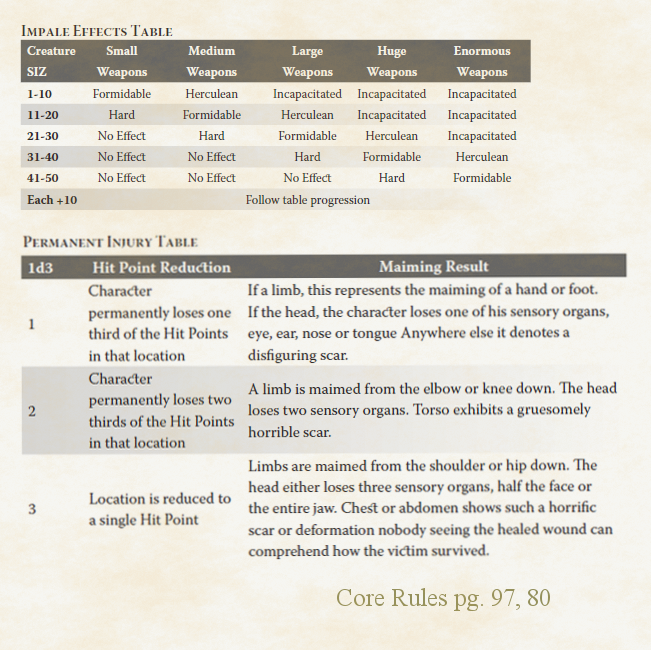 IMPALE EFFECTS TABLE
Creature Small Medium Large Huge Enormous
SIZ Weapons Weapons Weapons Weapons Weapons
1-10 Formidable Herculean Incapacitated Incapacitated Incapacitated
11-20 Hard Formidable Herculean Incapacitated Incapacitated
21-30 No Effect Hard Formidable Herculean Incapacitated
31-40 No Effect No Effect Hard Formidable Herculean
41-50 No Effect No Effect No Effect Hard Formidable
Each +10 Follow table progression
PERMANENT INJURY TABLE
1d3 Hit Point Reduction Maiming Result
1
Character
permanently loses one
third of the Hit Points
in that location
If a limb, this represents the maiming of a hand or foot.
If the head, the character loses one of his sensory organs,
eye, ear, nose or tongue Anywhere else it denotes a
disfiguring scar.
2
Character
permanently loses two
thirds of the Hit Points
in that location
A limb is maimed from the elbow or knee down. The head
loses two sensory organs. Torso exhibits a gruesomely
horrible scar.
3
Location is reduced to
a single Hit Point
Limbs are maimed from the shoulder or hip down. The
head either loses three sensory organs, half the face or
the entire jaw. Chest or abdomen shows such a horrific
scar or deformation nobody seeing the healed wound can
comprehend how the victim survived.
Core Rules pg. 97, 80